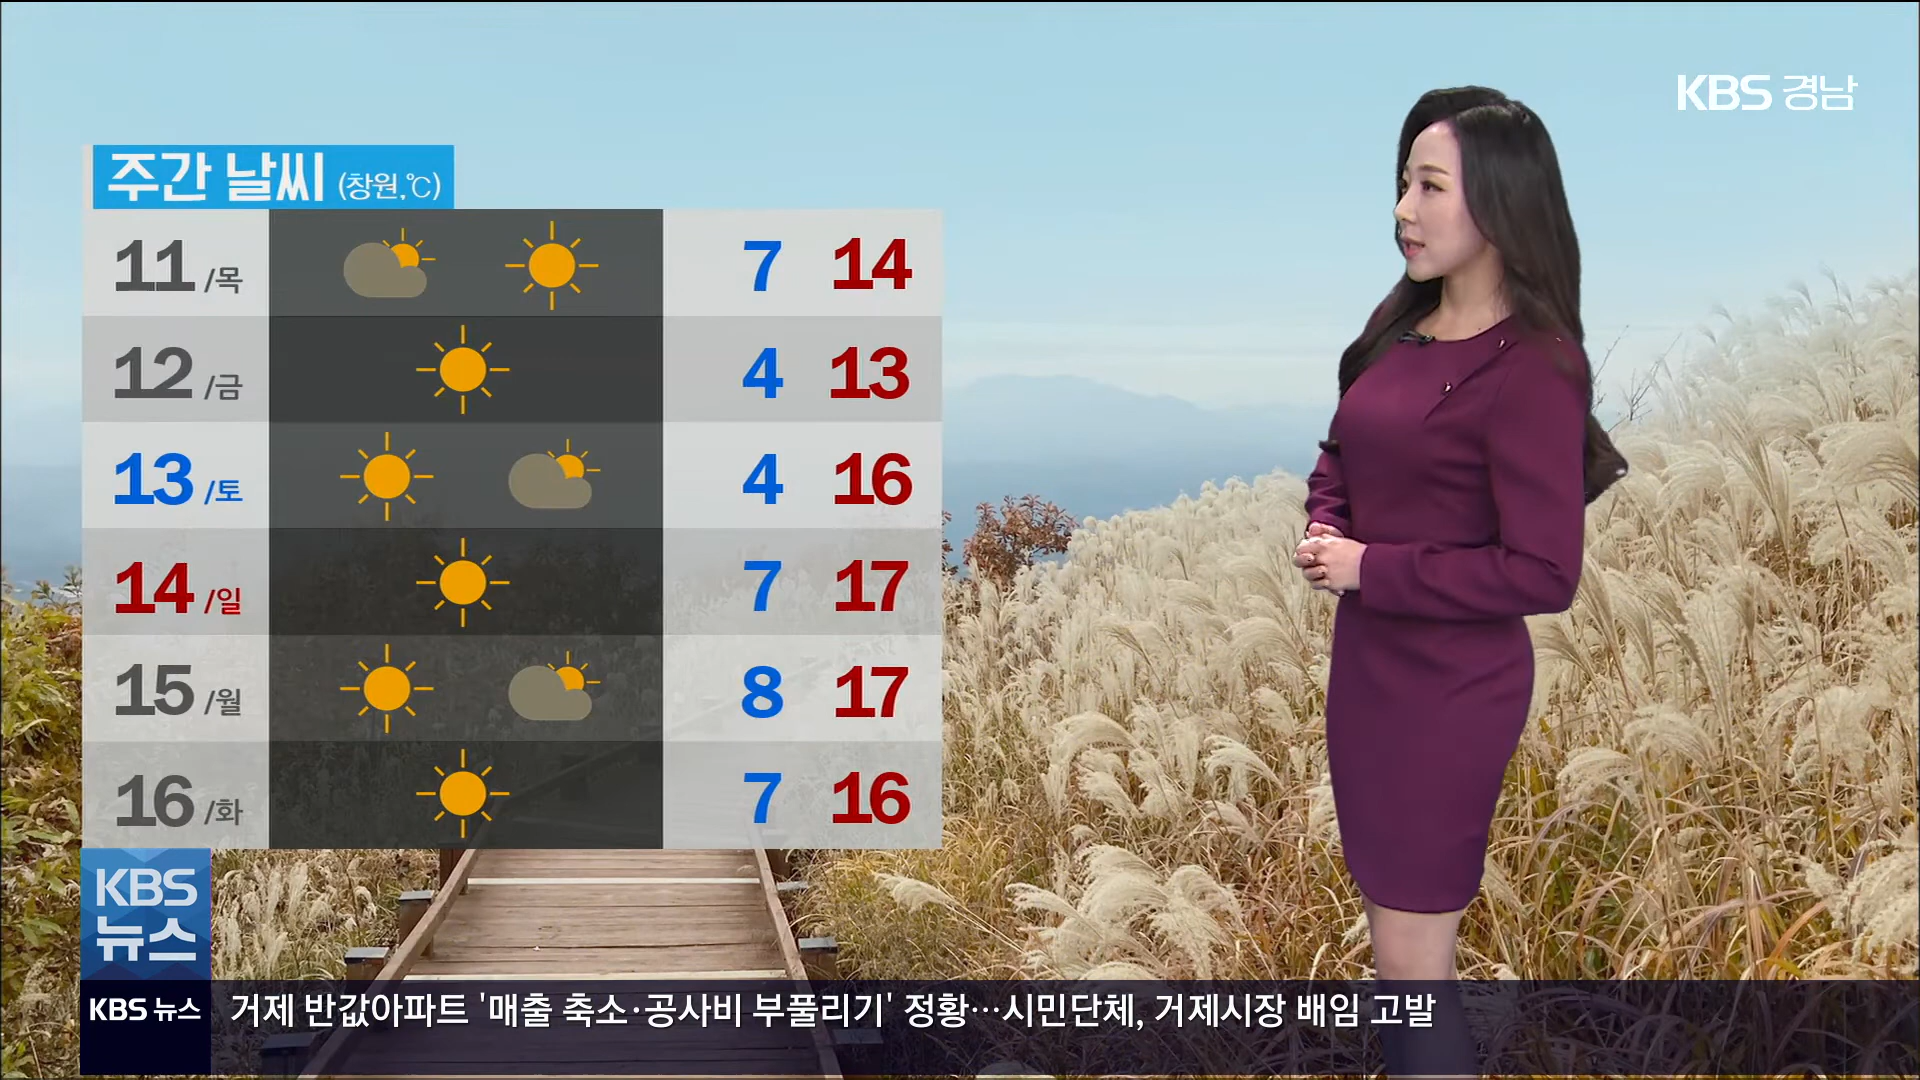 KBS 경남
주간 날씨 (창원,℃)
11 /목 7 14
12 /금 4 13
13 /토 4 16
14 /일 7 17
15 /월 8 17
16 /화 7 16
KBS
뉴스
KBS 뉴스 거제 반값아파트 '매출 축소·공사비 부풀리기' 정황…시민단체, 거제시장 배임 고발